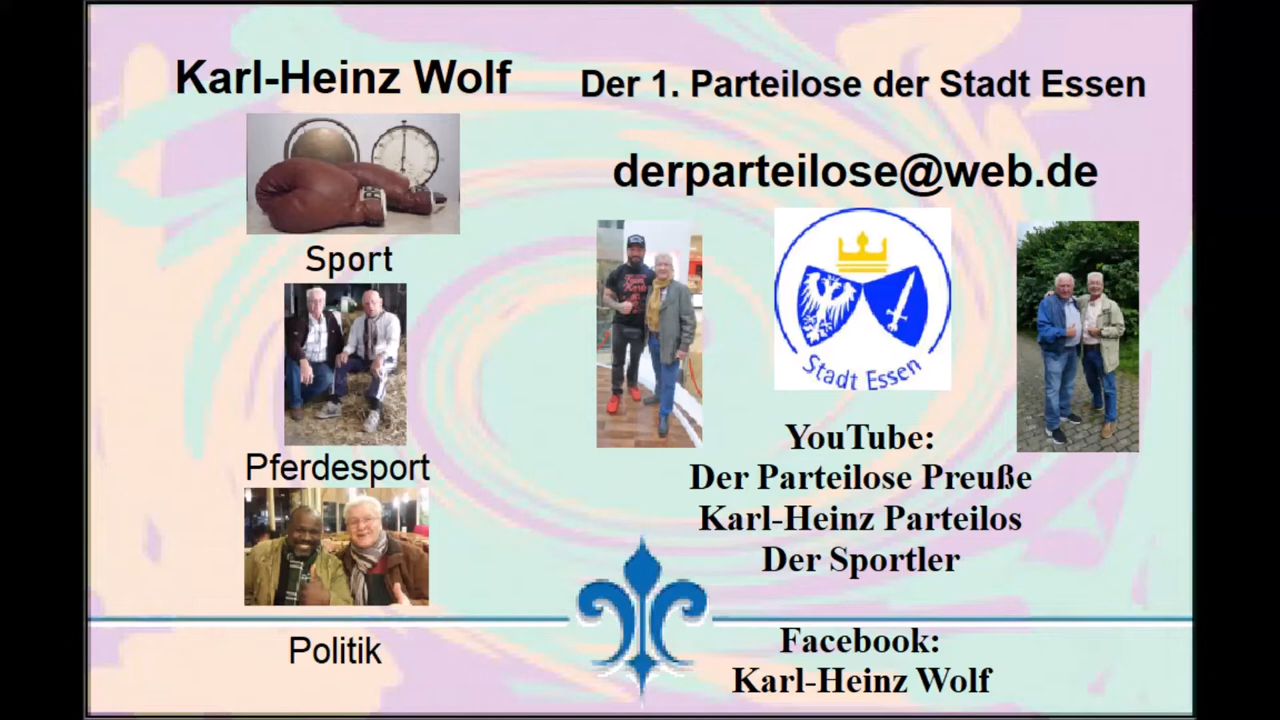 Karl-Heinz Wolf
Der 1. Parteilose der Stadt Essen
derparteilose@web.de
Sport
Pferdesport
Politik
Stadt Essen
YouTube:
Der Parteilose Preuße
Karl-Heinz Parteilos
Der Sportler
Facebook:
Karl-Heinz Wolf